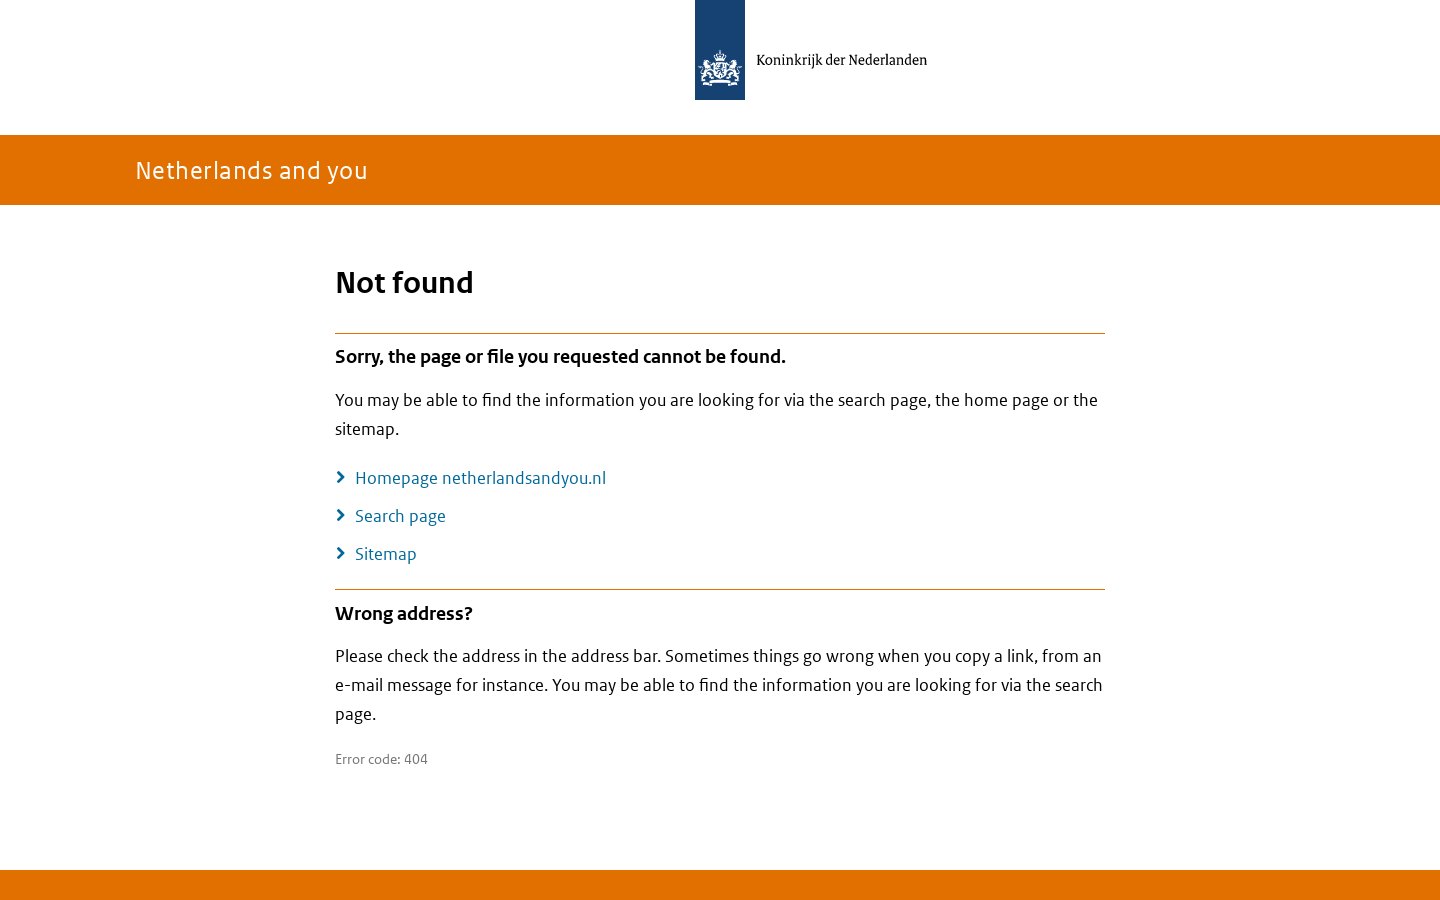 Koninkrijk der Nederlanden
Netherlands and you
Not found
Sorry, the page or file you requested cannot be found.
You may be able to find the information you are looking for via the search page, the home page or the
sitemap.
Homepage netherlandsandyou.nl
Search page
Sitemap
Wrong address?
Please check the address in the address bar. Sometimes things go wrong when you copy a link, from an
e-mail message for instance. You may be able to find the information you are looking for via the search
page.
Error code: 404